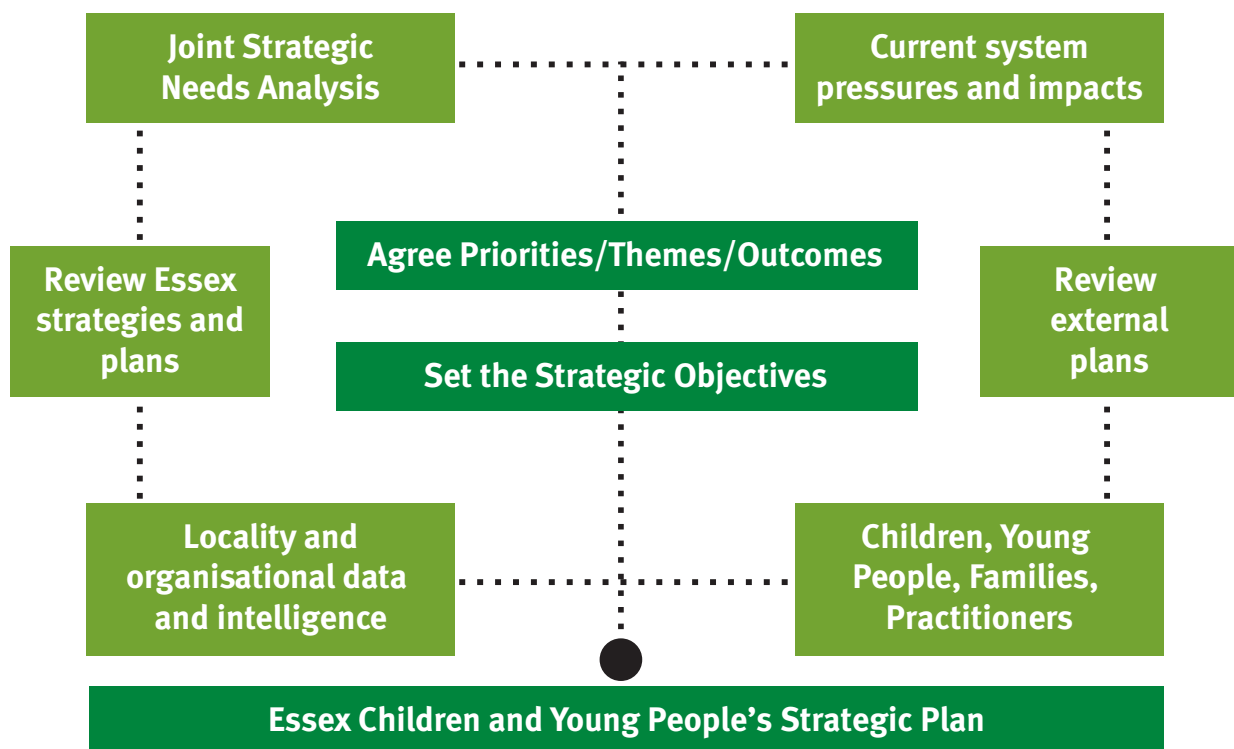 Joint Strategic
Needs Analysis
Current system
pressures and impacts
Agree Priorities/Themes/Outcomes
Review Essex
strategies and
plans
Review
external
plans
Set the Strategic Objectives
Locality and
organisational data
and intelligence
Children, Young
People, Families,
Practitioners
Essex Children and Young People's Strategic Plan